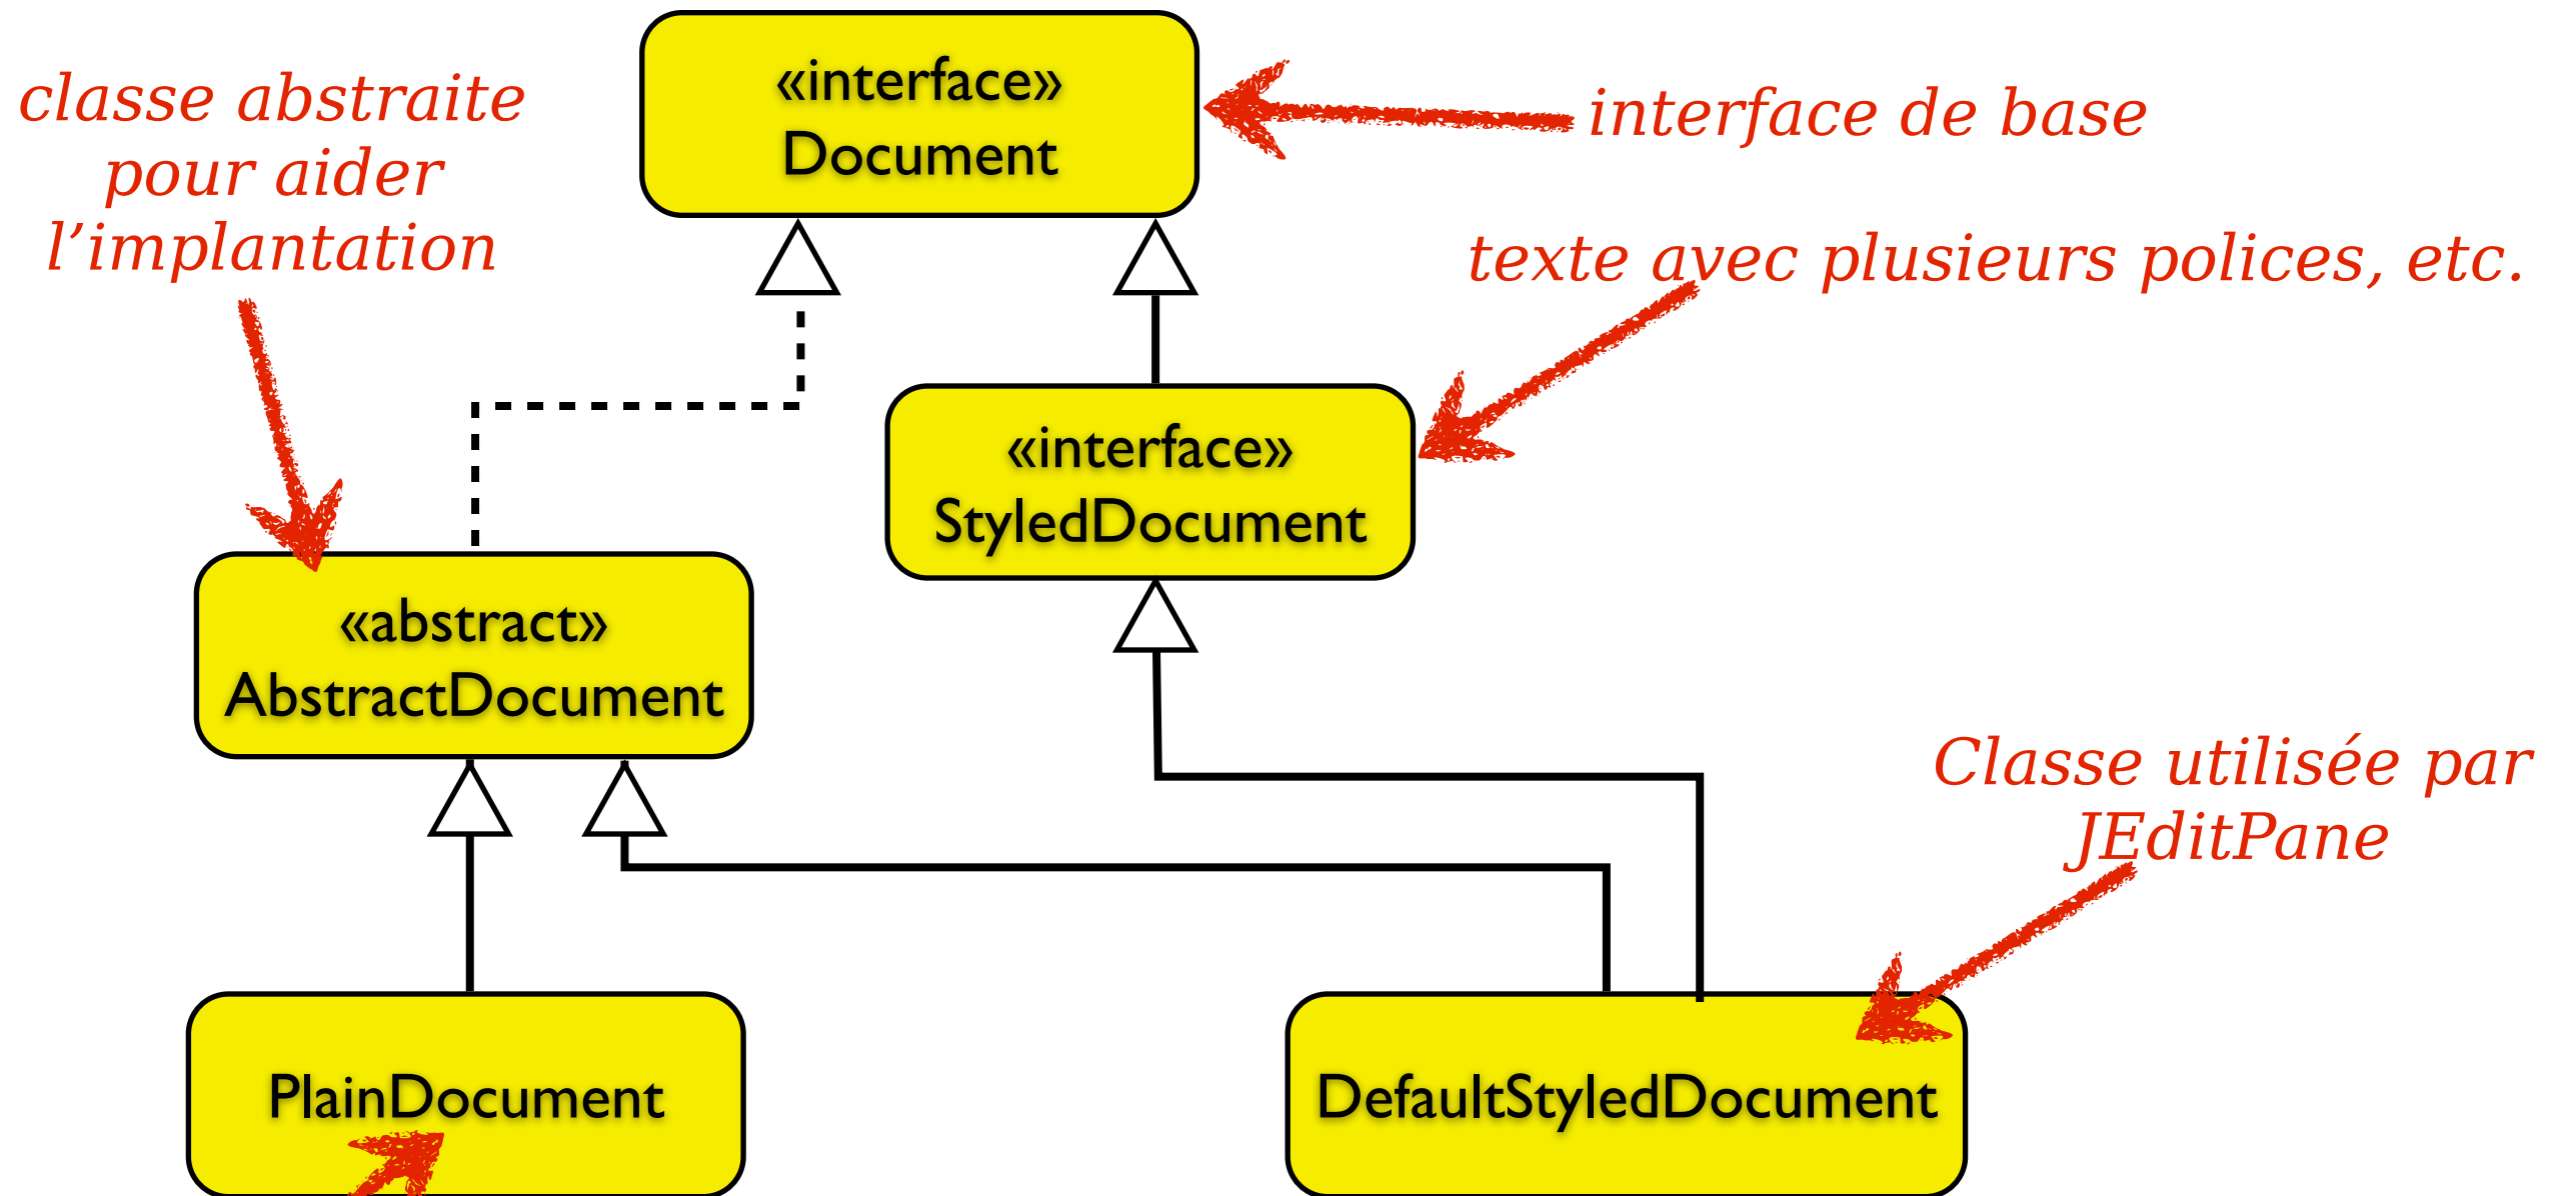 «interface»
Document
classe abstraite
pour aider
l’implantation
interface de base
texte avec plusieurs polices, etc.
«interface»
StyledDocument
«abstract»
AbstractDocument
Classe utilisée par
JEditPane
PlainDocument
DefaultStyledDocument